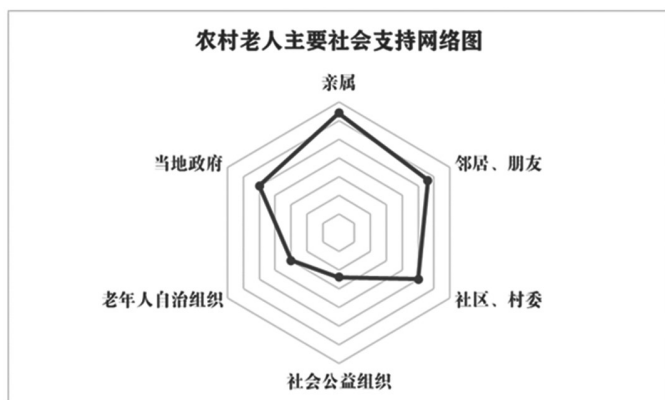 农村老人主要社会支持网络图
亲属
当地政府
邻居、朋友
老年人自治组织
社区、村委
社会公益组织